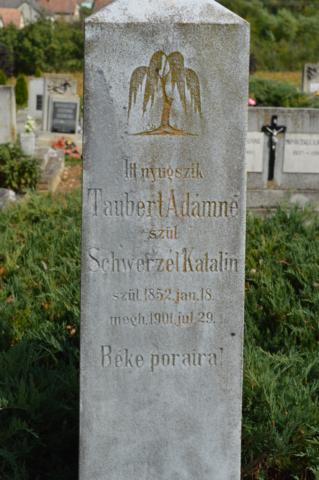 Itt nyugszik
Taubert Adámné
szül
Schwerzel Katalin
szül. 1852. jan. 18.
megh. 1901. jul. 29.
Béke poraira!